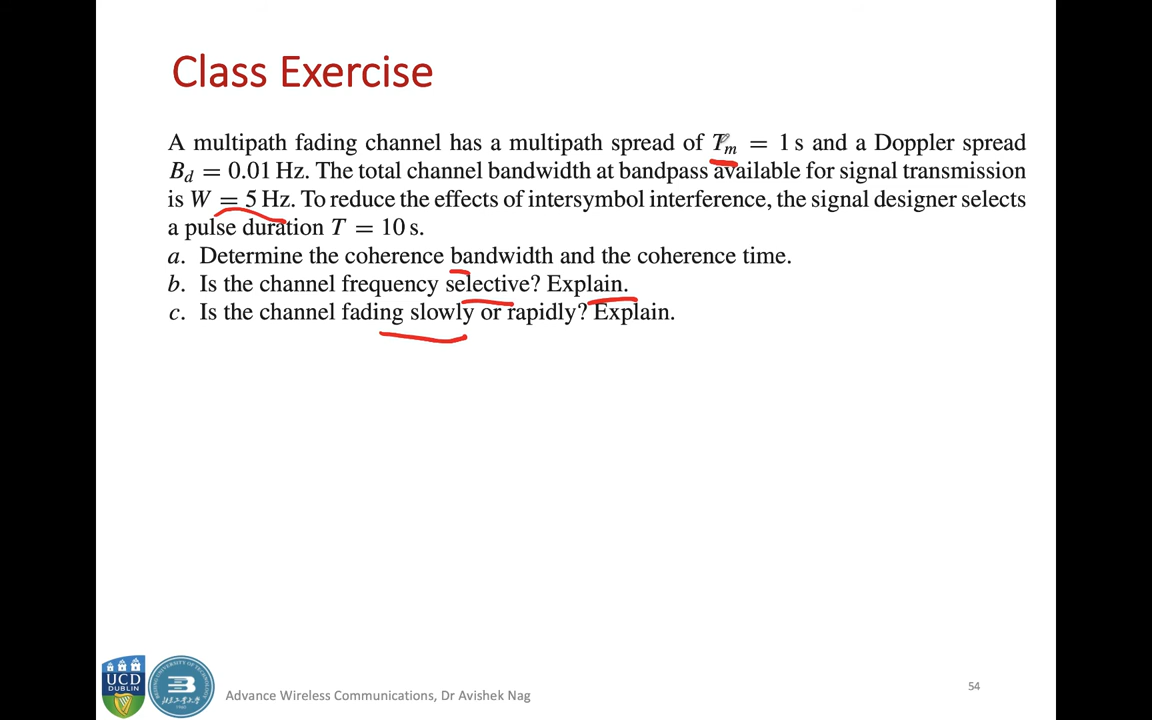 Class Exercise
A multipath fading channel has a multipath spread of Tm = 1 s and a Doppler spread
Bd = 0.01 Hz. The total channel bandwidth at bandpass available for signal transmission
is W = 5 Hz. To reduce the effects of intersymbol interference, the signal designer selects
a pulse duration T = 10 s.
a. Determine the coherence bandwidth and the coherence time.
b. Is the channel frequency selective? Explain.
c. Is the channel fading slowly or rapidly? Explain.
UCD
DUBLIN
Advance Wireless Communications, Dr Avishek Nag
54